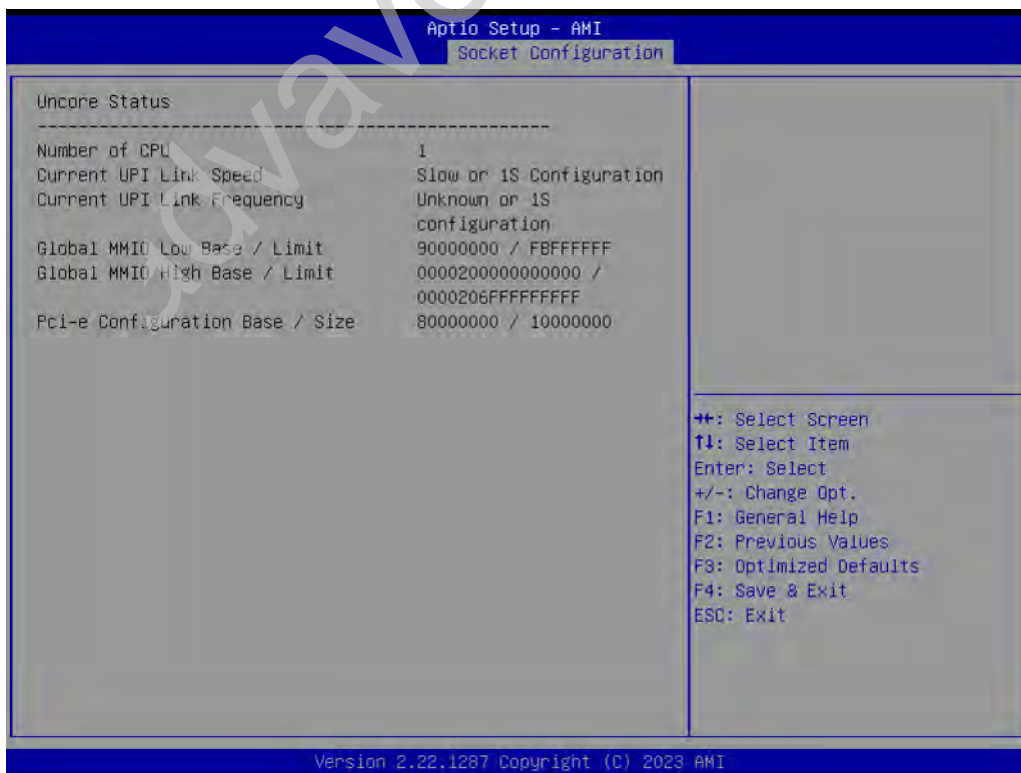 Aptio Setup - AMI
Socket Configuration
Uncore Status
--------------------------------------------------
Number of CPU 1
Current UPI Link Speed Slow or 1S Configuration
Current UPI Link Frequency Unknown or 1S
configuration
Global MMIO Low Base / Limit 90000000 / FBFFFFFF
Global MMIO High Base / Limit 0000200000000000 /
0000206FFFFFFFFF
Pci-e Configuration Base / Size 80000000 / 10000000
→←: Select Screen
↑↓: Select Item
Enter: Select
+/-: Change Opt.
F1: General Help
F2: Previous Values
F3: Optimized Defaults
F4: Save & Exit
ESC: Exit
Version 2.22.1287 Copyright (C) 2023 AMI